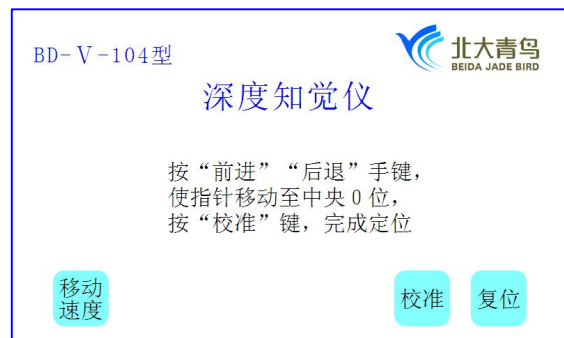 BD-Ⅴ-104型
北大青鸟
BEIDA JADE BIRD
深度知觉仪
按“前进”“后退”手键，
使指针移动至中央0位，
按“校准”键，完成定位
移动
速度
校准
复位